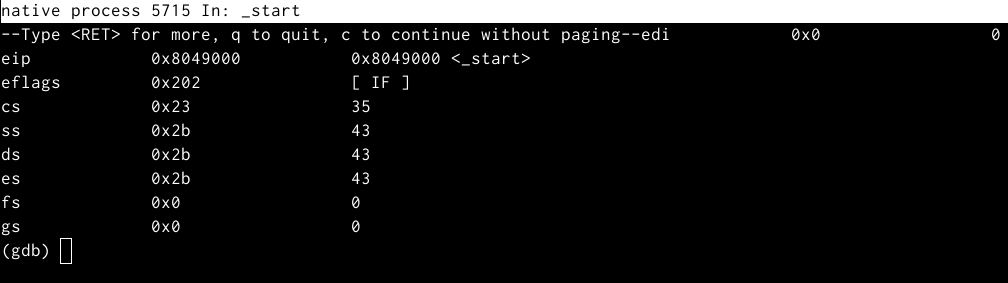 native process 5715 In: _start
--Type <RET> for more, q to quit, c to continue without paging--edi            0x0                 0
eip            0x8049000           0x8049000 <_start>
eflags         0x202               [ IF ]
cs             0x23                35
ss             0x2b                43
ds             0x2b                43
es             0x2b                43
fs             0x0                 0
gs             0x0                 0
(gdb)